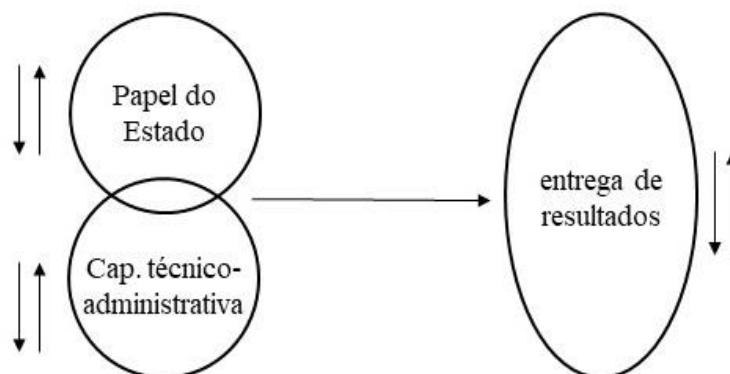 Papel do
Estado
Cap. técnico-
administrativa
entrega de
resultados